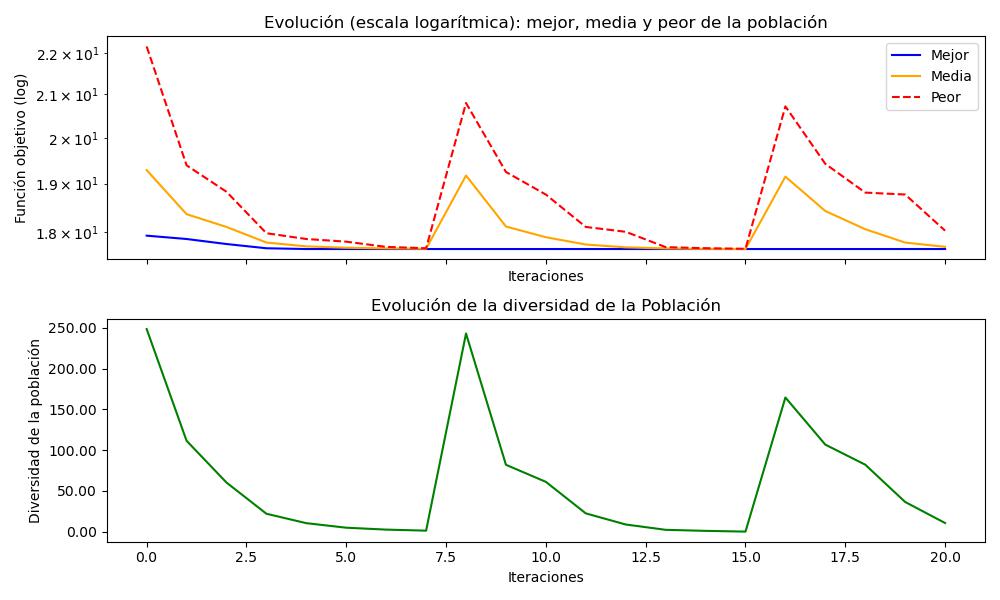 Evolución (escala logarítmica): mejor, media y peor de la población
Función objetivo (log)
2.2 × 10¹
2.1 × 10¹
2 × 10¹
1.9 × 10¹
1.8 × 10¹
Mejor
Media
Peor
Iteraciones
Evolución de la diversidad de la Población
Diversidad de la población
250.00
200.00
150.00
100.00
50.00
0.00
0.0 2.5 5.0 7.5 10.0 12.5 15.0 17.5 20.0
Iteraciones